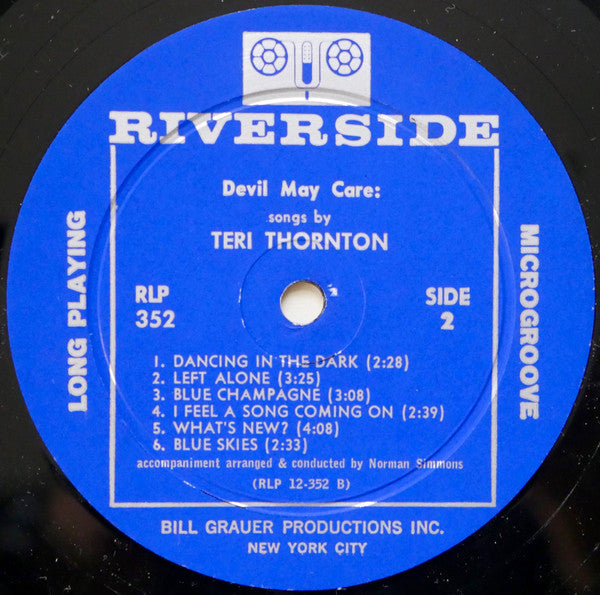 RIVERSIDE
Devil May Care:
songs by
TERI THORNTON
RLP
352
SIDE
2
1. DANCING IN THE DARK (2:28)
2. LEFT ALONE (3:25)
3. BLUE CHAMPAGNE (3:08)
4. I FEEL A SONG COMING ON (2:39)
5. WHAT'S NEW? (4:08)
6. BLUE SKIES (2:33)
accompaniment arranged & conducted by Norman Simmons
(RLP 12-352 B)
LONG PLAYING
MICROGROOVE
BILL GRAUER PRODUCTIONS INC.
NEW YORK CITY